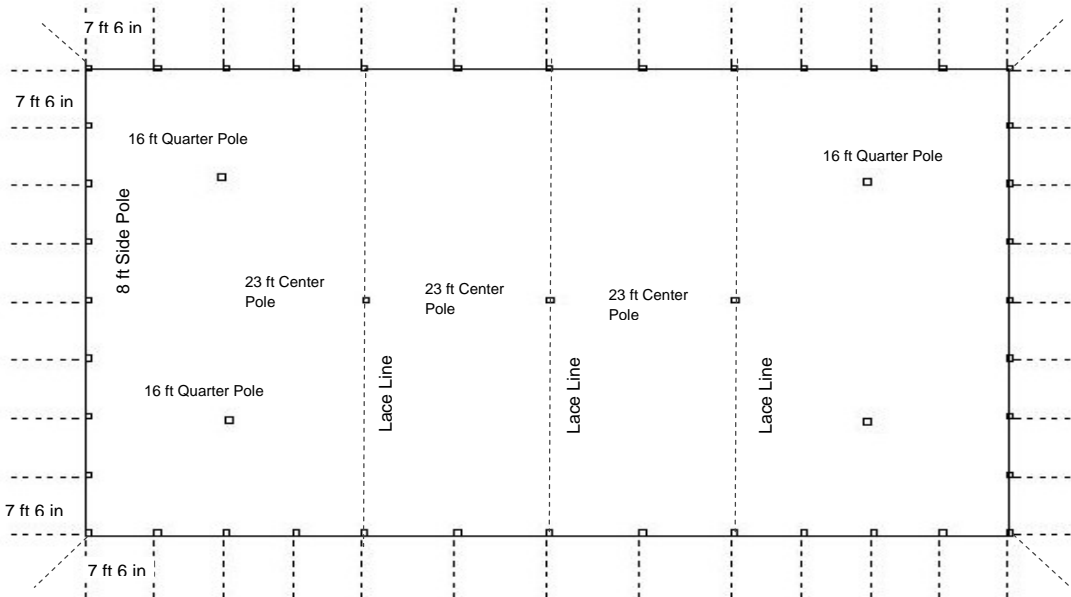 7 ft 6 in
7 ft 6 in
16 ft Quarter Pole
16 ft Quarter Pole
8 ft Side Pole
23 ft Center
Pole
23 ft Center
Pole
23 ft Center
Pole
Lace Line
Lace Line
Lace Line
16 ft Quarter Pole
7 ft 6 in
7 ft 6 in